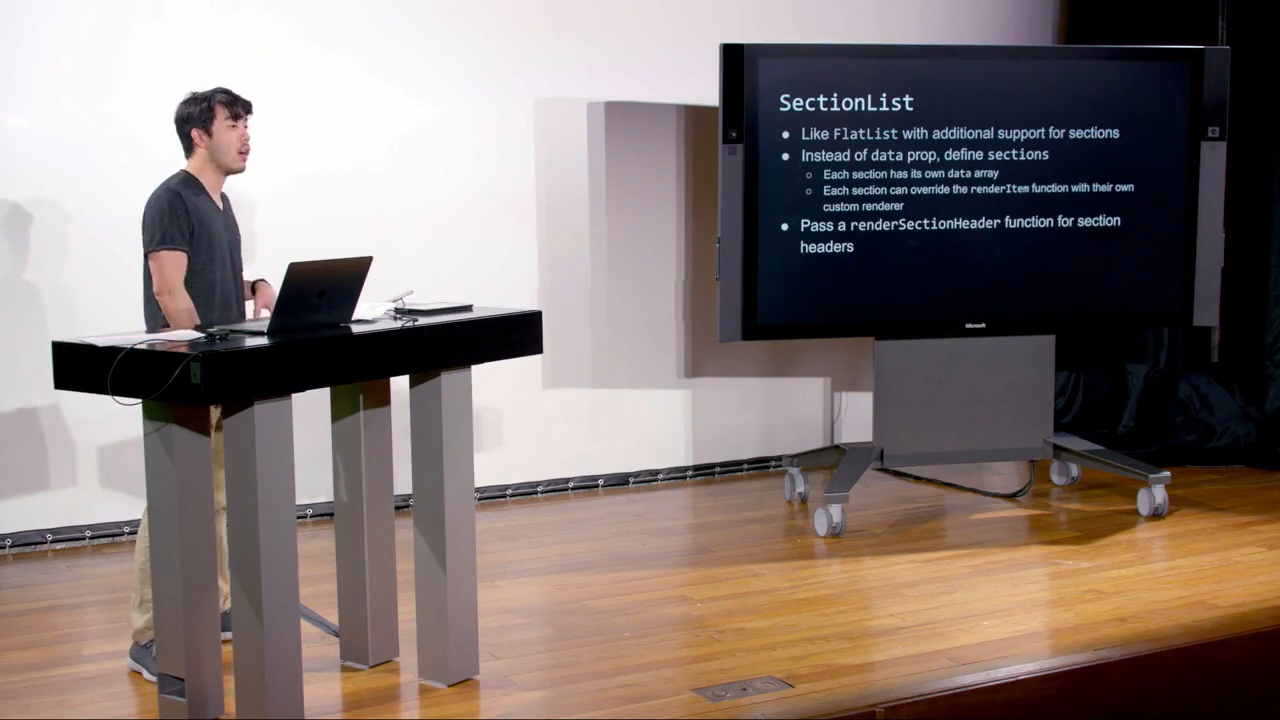 SectionList
● Like FlatList with additional support for sections
● Instead of data prop, define sections
○ Each section has its own data array
○ Each section can override the renderItem function with their own
custom renderer
● Pass a renderSectionHeader function for section
headers
Microsoft